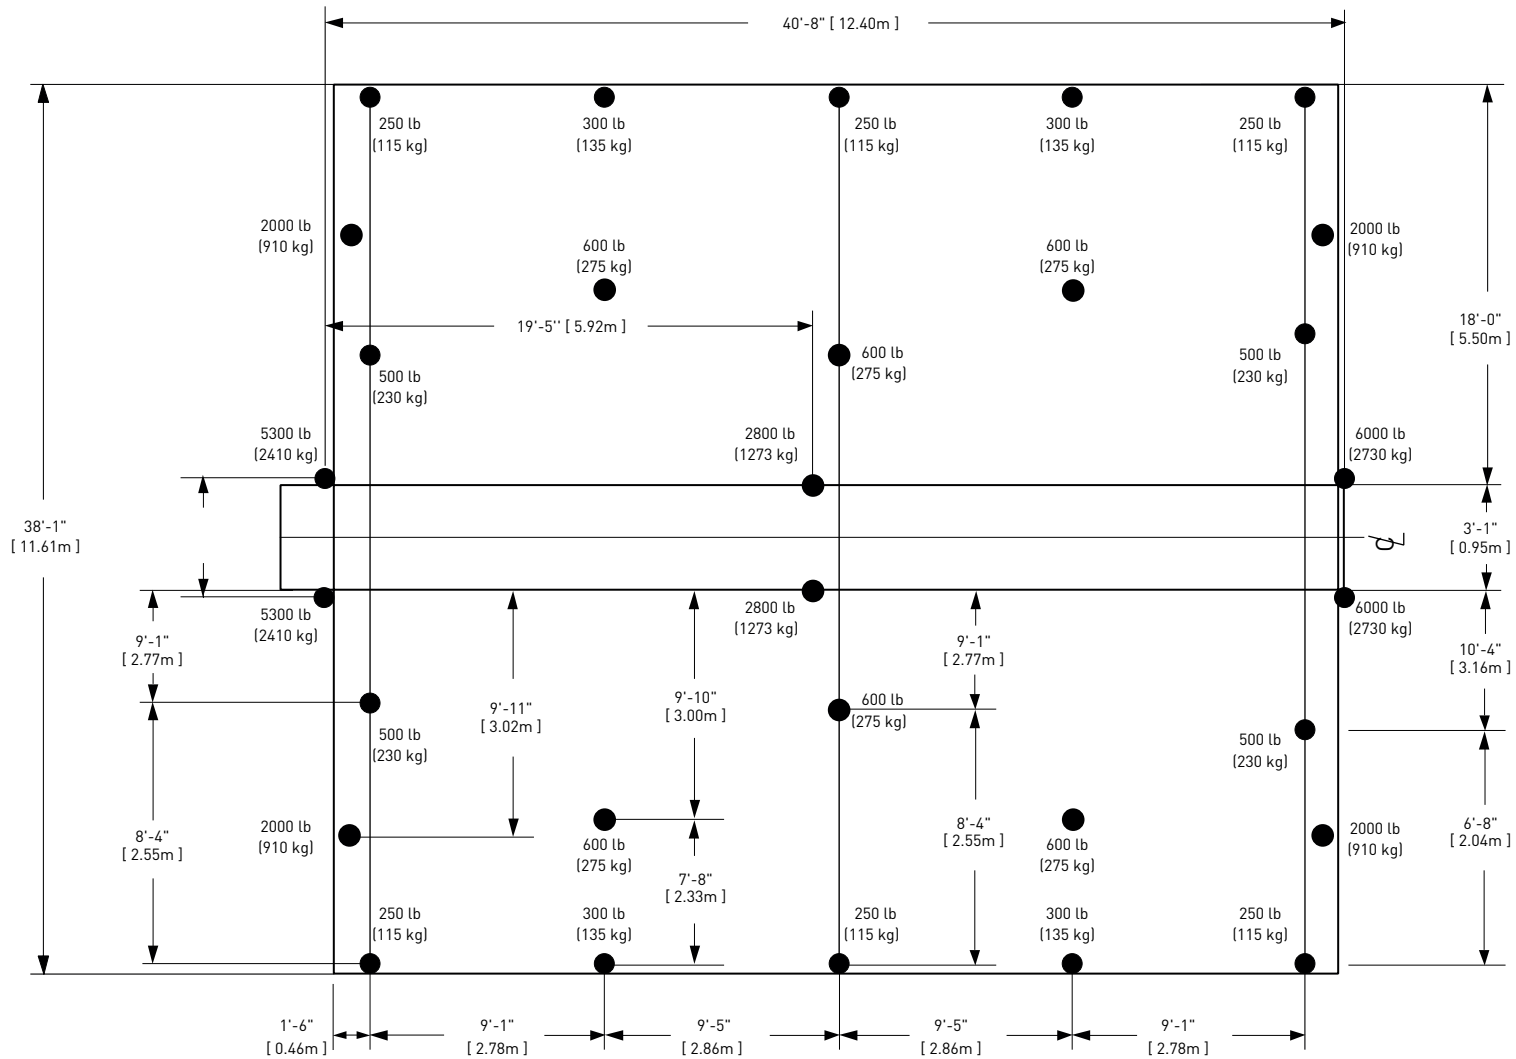 40'-8" [ 12.40m ]
250 lb
(115 kg)
300 lb
(135 kg)
250 lb
(115 kg)
300 lb
(135 kg)
250 lb
(115 kg)
2000 lb
(910 kg)
600 lb
(275 kg)
600 lb
(275 kg)
2000 lb
(910 kg)
19'-5'' [ 5.92m ]
18'-0"
[ 5.50m ]
500 lb
(230 kg)
600 lb
(275 kg)
500 lb
(230 kg)
5300 lb
(2410 kg)
2800 lb
(1273 kg)
6000 lb
(2730 kg)
38'-1"
[ 11.61m ]
3'-1"
[ 0.95m ]
5300 lb
(2410 kg)
2800 lb
(1273 kg)
6000 lb
(2730 kg)
9'-1"
[ 2.77m ]
9'-1"
[ 2.77m ]
10'-4"
[ 3.16m ]
9'-11"
[ 3.02m ]
9'-10"
[ 3.00m ]
600 lb
(275 kg)
500 lb
(230 kg)
500 lb
(230 kg)
2000 lb
(910 kg)
8'-4"
[ 2.55m ]
600 lb
(275 kg)
8'-4"
[ 2.55m ]
600 lb
(275 kg)
2000 lb
(910 kg)
6'-8"
[ 2.04m ]
7'-8"
[ 2.33m ]
250 lb
(115 kg)
300 lb
(135 kg)
250 lb
(115 kg)
300 lb
(135 kg)
250 lb
(115 kg)
1'-6"
[ 0.46m ]
9'-1"
[ 2.78m ]
9'-5"
[ 2.86m ]
9'-5"
[ 2.86m ]
9'-1"
[ 2.78m ]